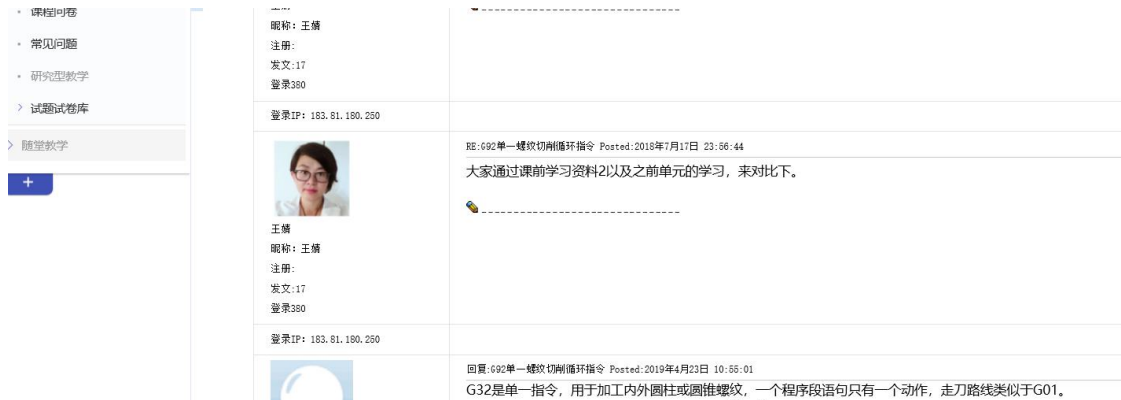 课程问卷
常见问题
研究型教学
试题试卷库
随堂教学
+
昵称: 王婧
注册:
发文:17
登录380
登录IP: 183.81.180.250
RE:G92单一螺纹切削循环指令 Posted:2018年7月17日 23:56:44
大家通过课前学习资料2以及之前单元的学习，来对比下。
王婧
昵称: 王婧
注册:
发文:17
登录380
登录IP: 183.81.180.250
回复:G92单一螺纹切削循环指令 Posted:2019年4月23日 10:55:01
G32是单一指令，用于加工内外圆柱或圆锥螺纹，一个程序段语句只有一个动作，走刀路线类似于G01。